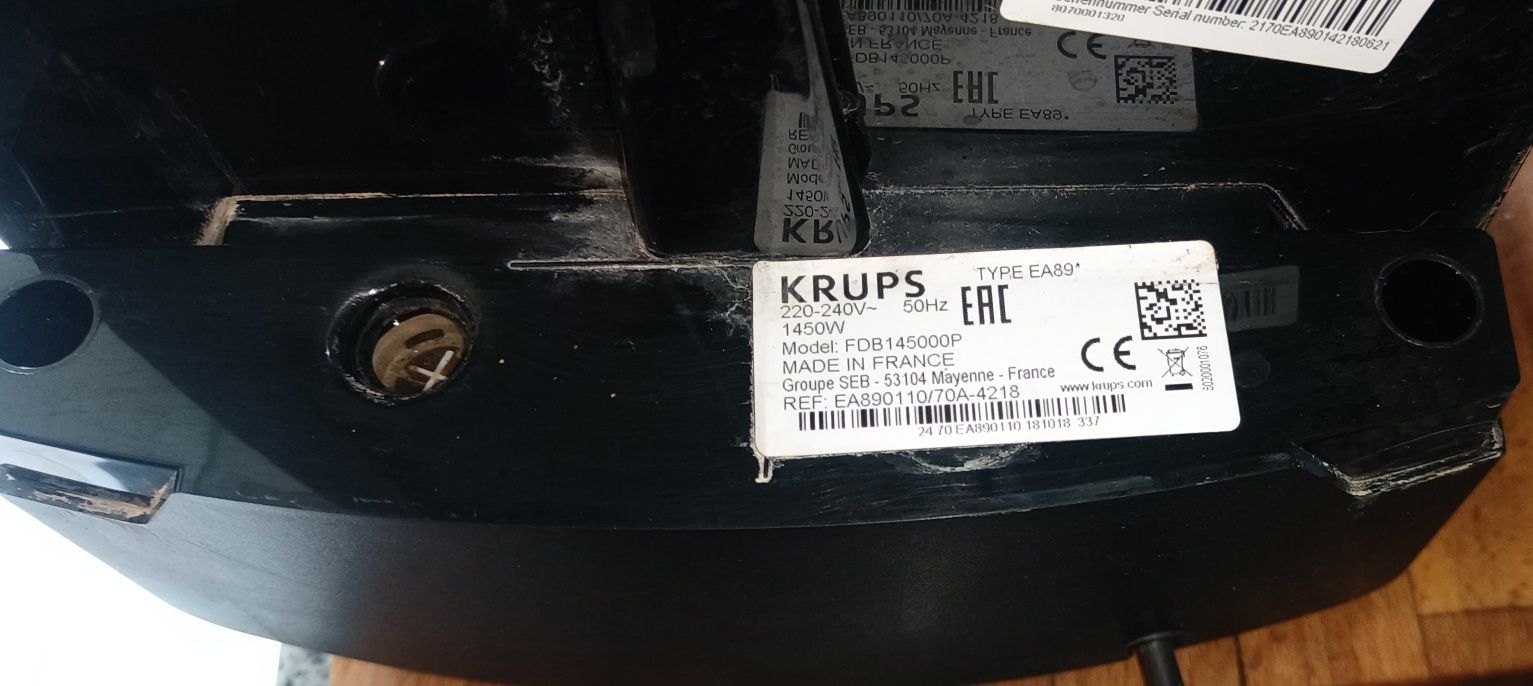 Serial number: 2170EA890142180621
8070001320
KRUPS
TYPE EA89*
220-240V~ 50Hz
EAC
1450W
Model: FDB145000P
MADE IN FRANCE
CE
Groupe SEB - 53104 Mayenne - France
www.krups.com
REF: EA890110/70A-4218
24 70 EA890110 181018 337
9020001076